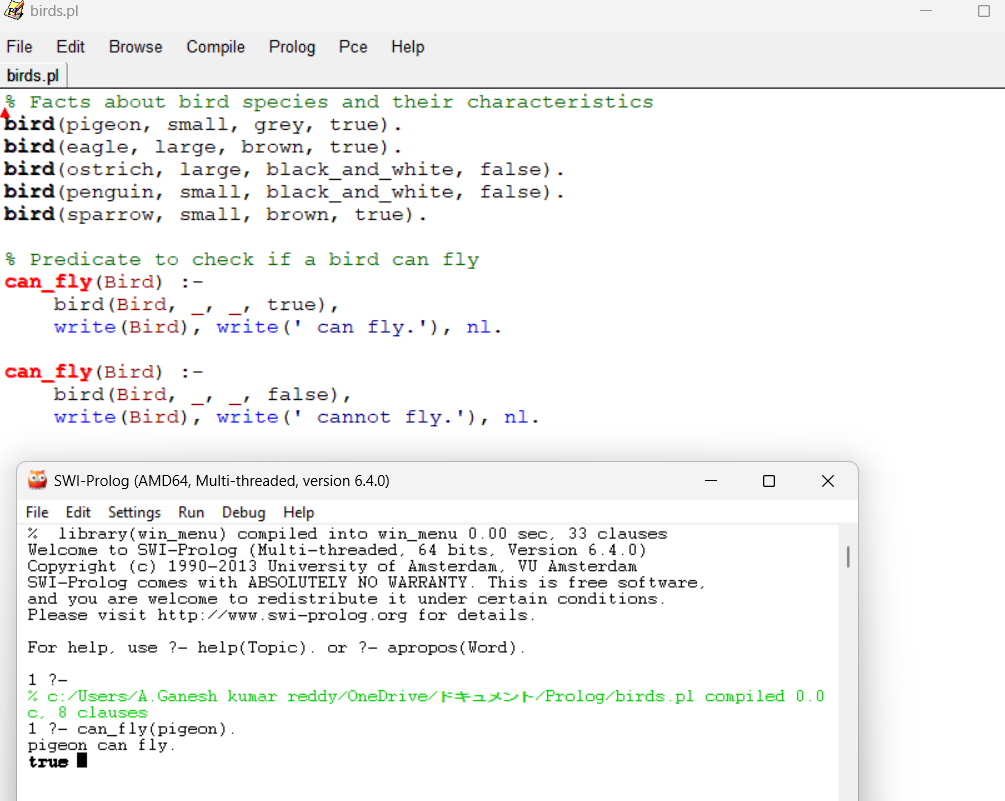 birds.pl
File Edit Browse Compile Prolog Pce Help
birds.pl
% Facts about bird species and their characteristics
bird(pigeon, small, grey, true).
bird(eagle, large, brown, true).
bird(ostrich, large, black_and_white, false).
bird(penguin, small, black_and_white, false).
bird(sparrow, small, brown, true).
% Predicate to check if a bird can fly
can_fly(Bird) :-
    bird(Bird, _, _, true),
    write(Bird), write(' can fly.'), nl.
can_fly(Bird) :-
    bird(Bird, _, _, false),
    write(Bird), write(' cannot fly.'), nl.
SWI-Prolog (AMD64, Multi-threaded, version 6.4.0)
File Edit Settings Run Debug Help
%  library(win_menu) compiled into win_menu 0.00 sec, 33 clauses
Welcome to SWI-Prolog (Multi-threaded, 64 bits, Version 6.4.0)
Copyright (c) 1990-2013 University of Amsterdam, VU Amsterdam
SWI-Prolog comes with ABSOLUTELY NO WARRANTY. This is free software,
and you are welcome to redistribute it under certain conditions.
Please visit http://www.swi-prolog.org for details.
For help, use ?- help(Topic). or ?- apropos(Word).
1 ?-
% c:/Users/A.Ganesh kumar reddy/OneDrive/ドキュメント/Prolog/birds.pl compiled 0.0
c, 8 clauses
1 ?- can_fly(pigeon).
pigeon can fly.
true